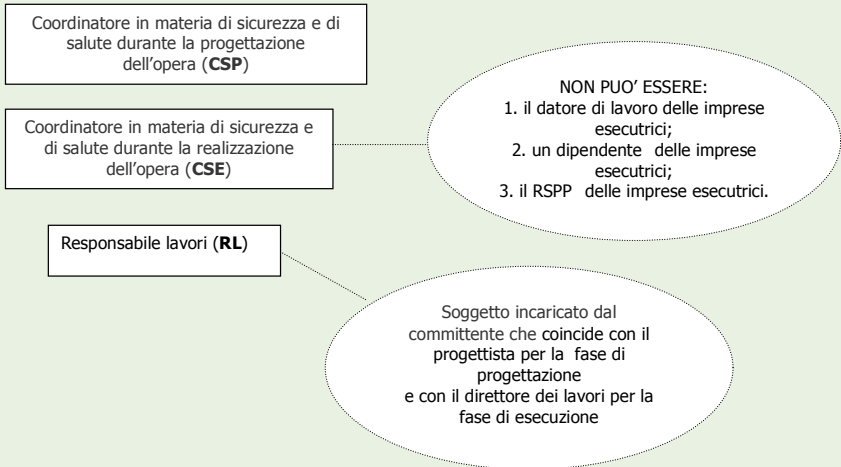 Coordinatore in materia di sicurezza e di
salute durante la progettazione
dell'opera (CSP)
Coordinatore in materia di sicurezza e
di salute durante la realizzazione
dell'opera (CSE)
NON PUO' ESSERE:
1. il datore di lavoro delle imprese
esecutrici;
2. un dipendente delle imprese
esecutrici;
3. il RSPP delle imprese esecutrici.
Responsabile lavori (RL)
Soggetto incaricato dal
committente che coincide con il
progettista per la fase di
progettazione
e con il direttore dei lavori per la
fase di esecuzione